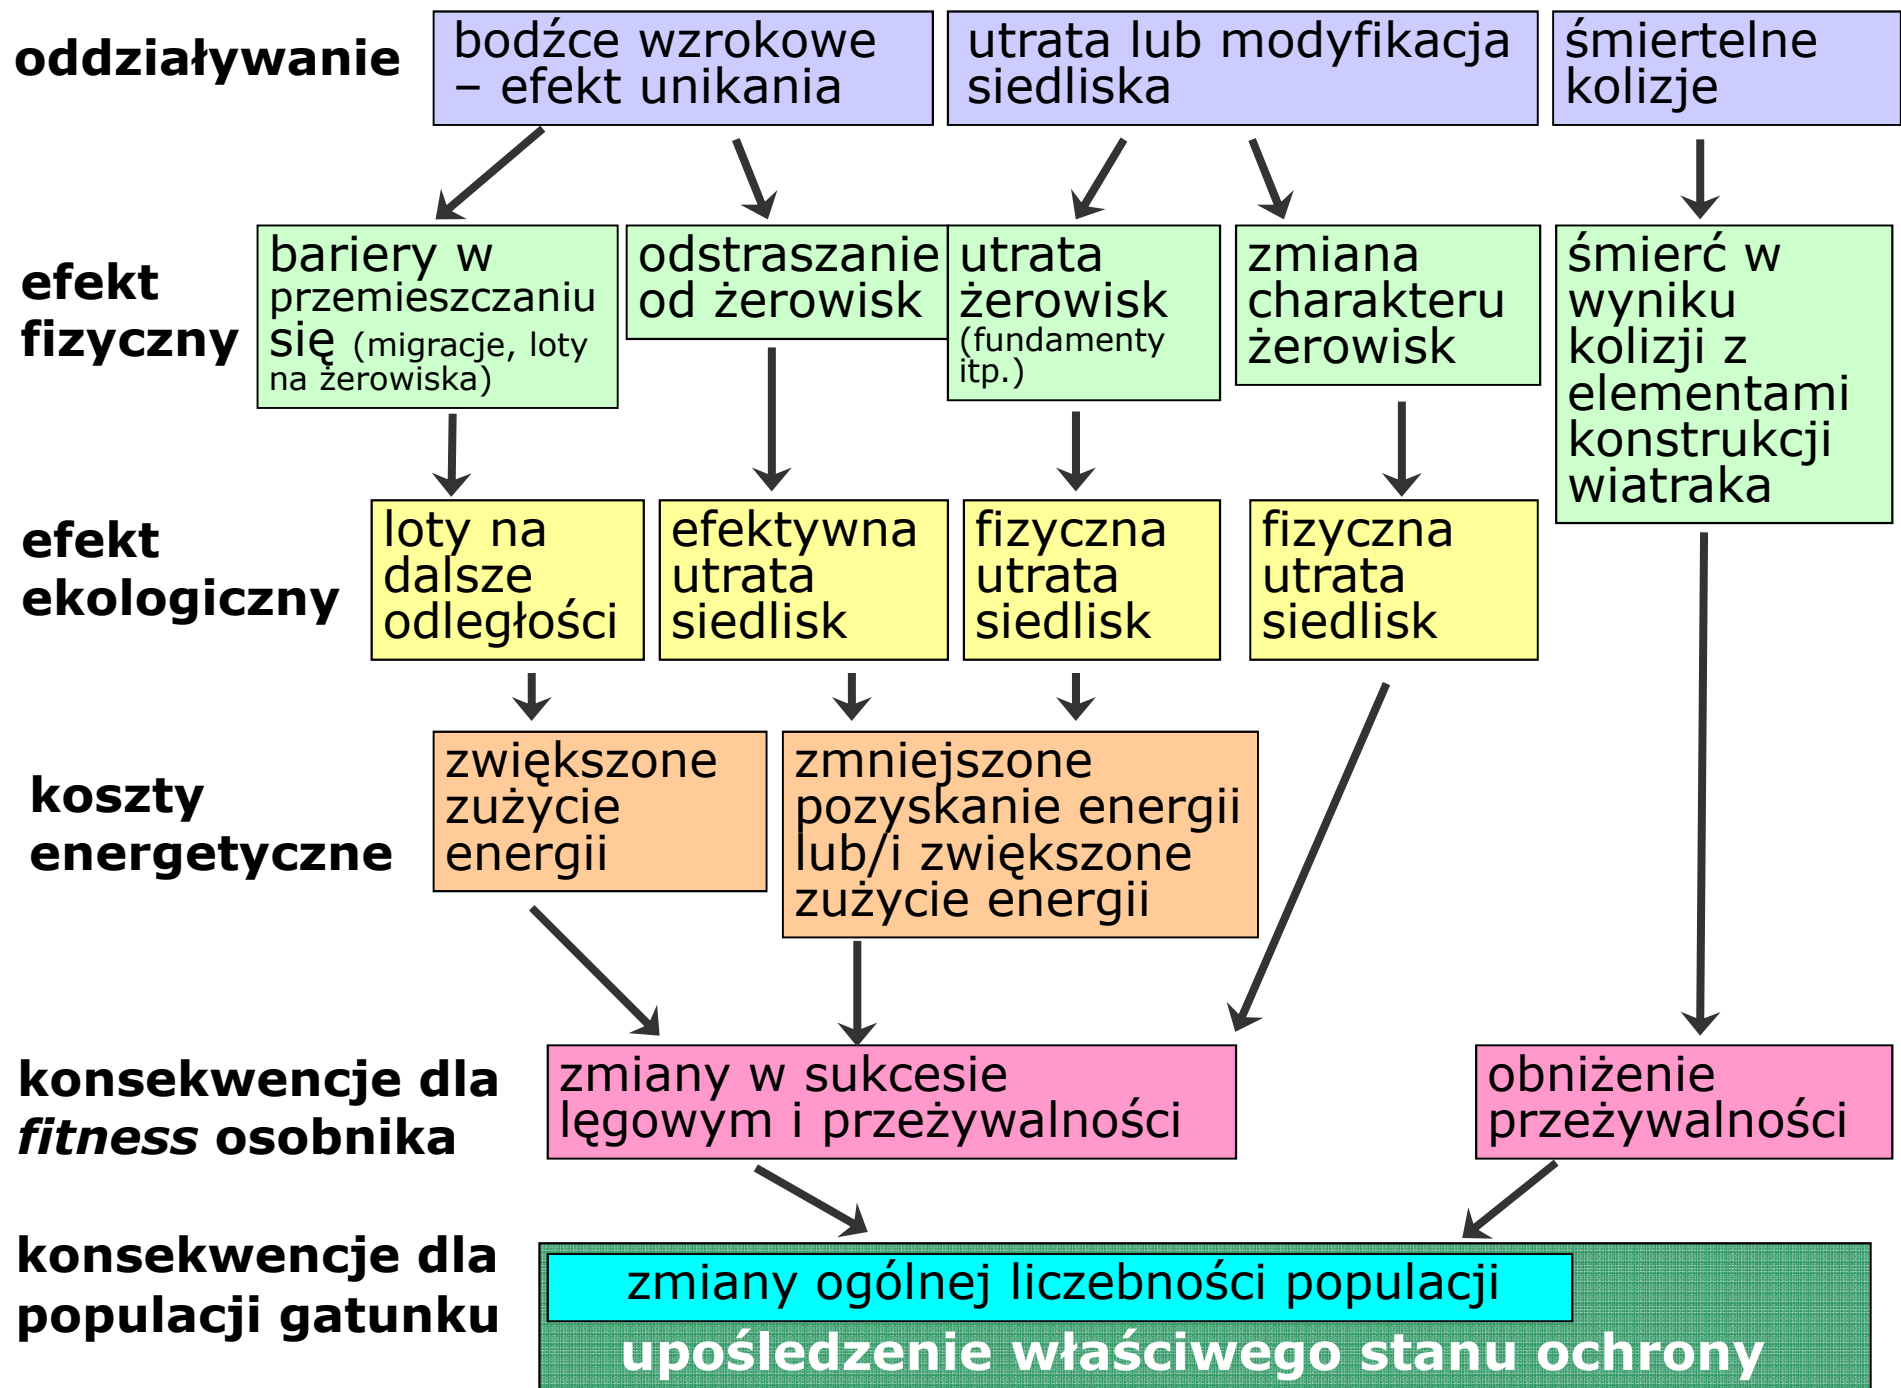 oddziaływanie
bodźce wzrokowe
– efekt unikania
utrata lub modyfikacja
siedliska
śmiertelne
kolizje
efekt
fizyczny
bariery w
przemieszczaniu
się (migracje, loty
na żerowiska)
odstraszanie
od żerowisk
utrata
żerowisk
(fundamenty
itp.)
zmiana
charakteru
żerowisk
śmierć w
wyniku
kolizji z
elementami
konstrukcji
wiatraka
efekt
ekologiczny
loty na
dalsze
odległości
efektywna
utrata
siedlisk
fizyczna
utrata
siedlisk
fizyczna
utrata
siedlisk
koszty
energetyczne
zwiększone
zużycie
energii
zmniejszone
pozyskanie energii
lub/i zwiększone
zużycie energii
konsekwencje dla
fitness osobnika
zmiany w sukcesie
lęgowym i przeżywalności
obniżenie
przeżywalności
konsekwencje dla
populacji gatunku
zmiany ogólnej liczebności populacji
upośledzenie właściwego stanu ochrony